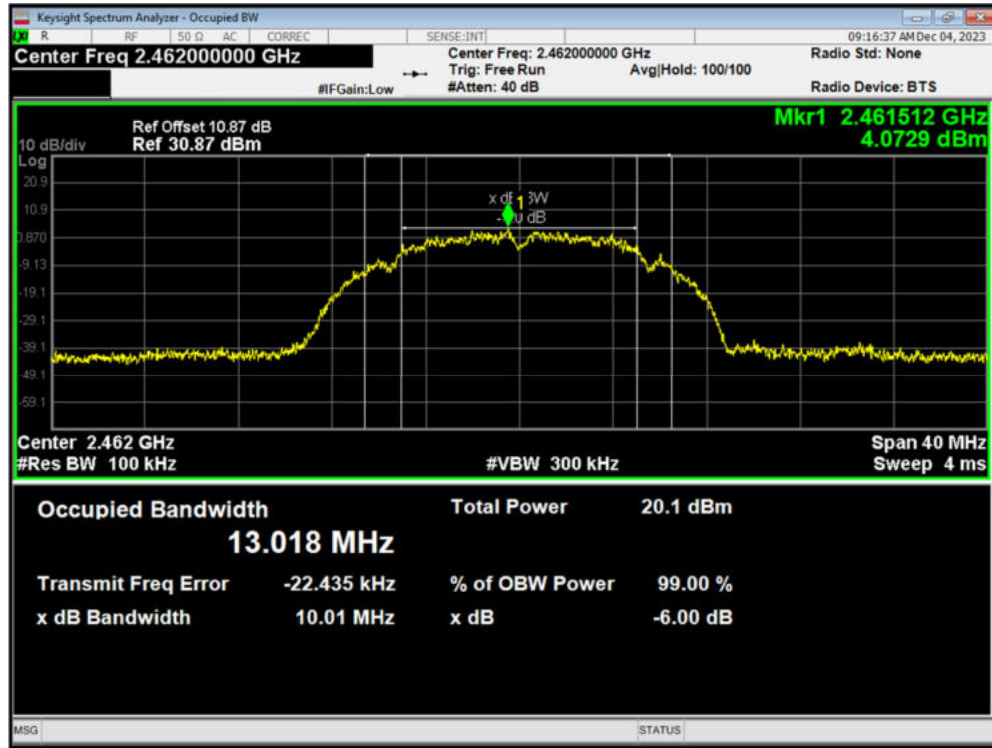 Keysight Spectrum Analyzer - Occupied BW
LXI R RF 50 Ω AC CORREC SENSE:INT 09:16:37 AM Dec 04, 2023
Center Freq 2.462000000 GHz Center Freq: 2.462000000 GHz Radio Std: None
Trig: Free Run Avg|Hold: 100/100
#IFGain:Low #Atten: 40 dB Radio Device: BTS
Mkr1 2.461512 GHz
Ref Offset 10.87 dB
10 dB/div Ref 30.87 dBm 4.0729 dBm
Log
20.9
x dB BW
1
10.9
dB
0.870
-9.13
-19.1
-29.1
-39.1
-49.1
-59.1
Center 2.462 GHz Span 40 MHz
#Res BW 100 kHz #VBW 300 kHz Sweep 4 ms
Occupied Bandwidth Total Power 20.1 dBm
13.018 MHz
Transmit Freq Error -22.435 kHz % of OBW Power 99.00 %
x dB Bandwidth 10.01 MHz x dB -6.00 dB
MSG STATUS